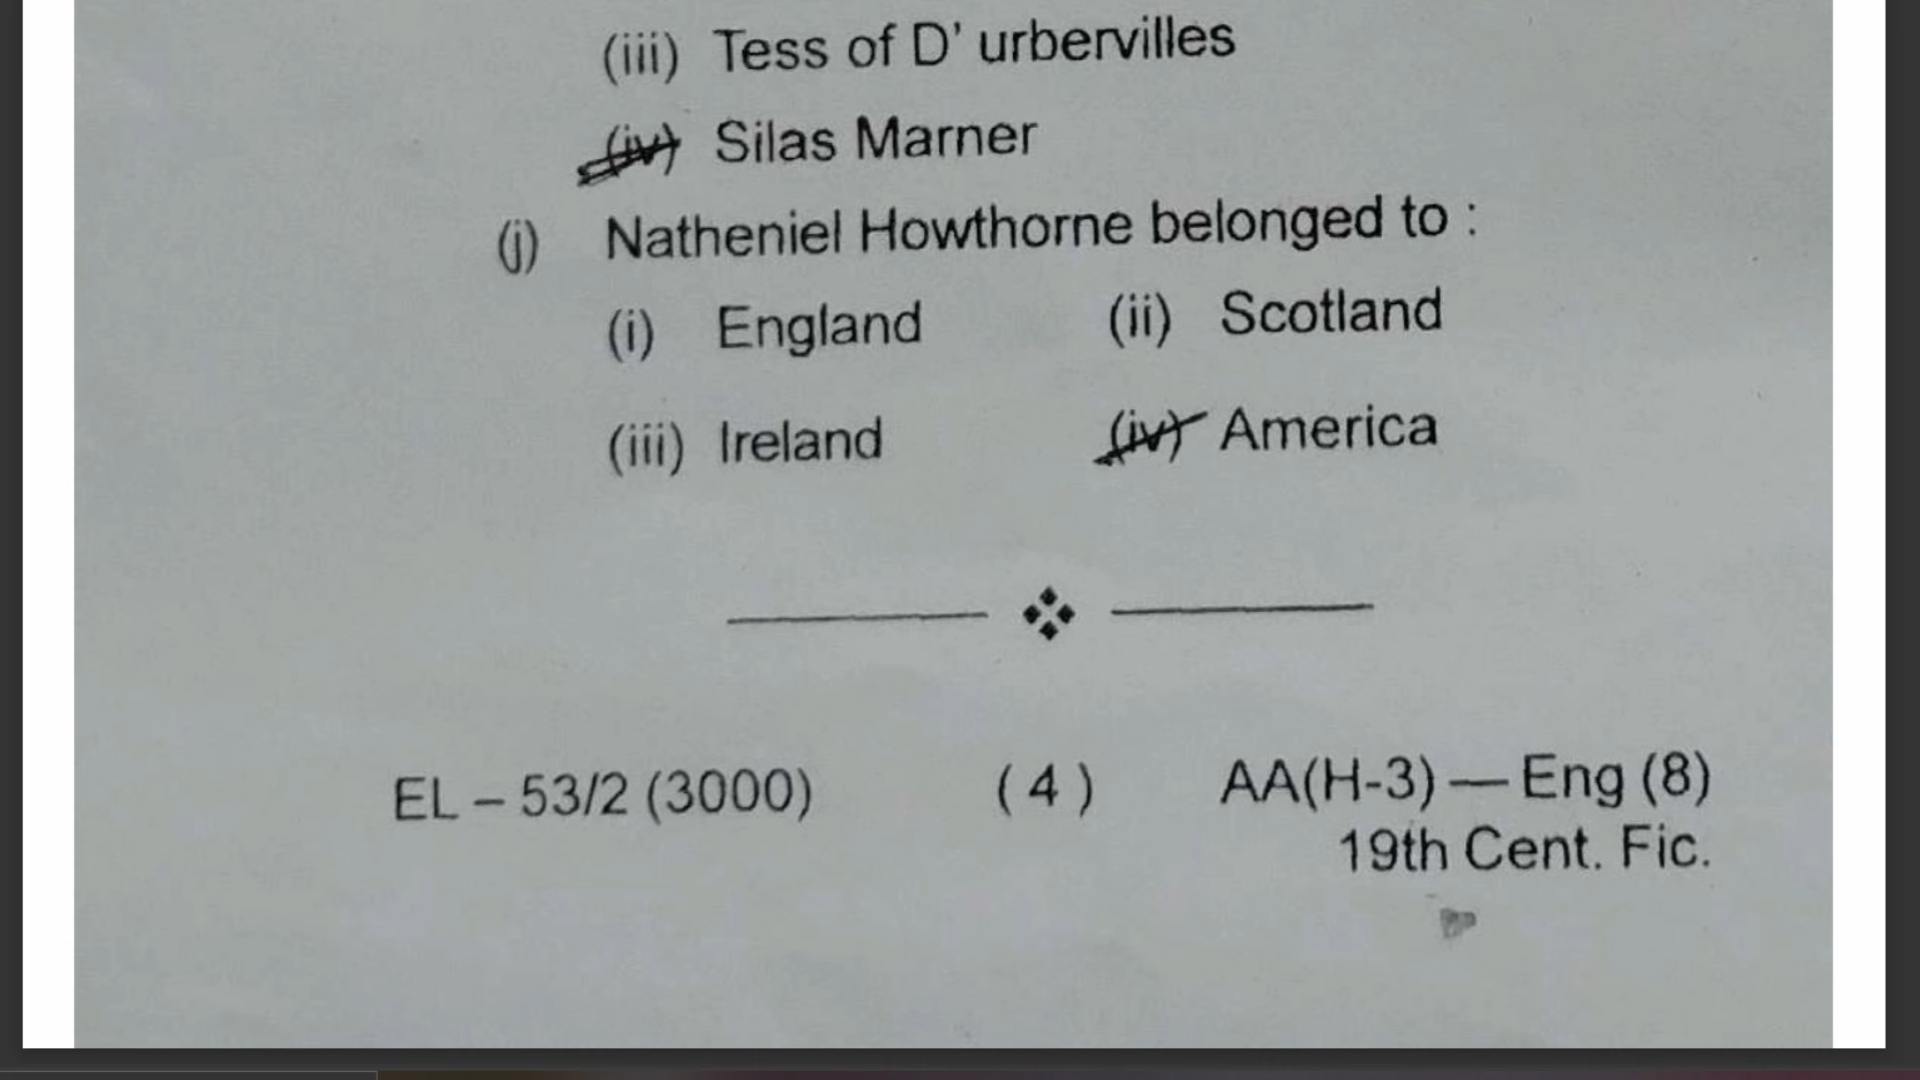 (iii) Tess of D' urbervilles
(iv) Silas Marner
(j) Natheniel Howthorne belonged to :
(i) England (ii) Scotland
(iii) Ireland (iv) America
EL – 53/2 (3000) ( 4 ) AA(H-3) — Eng (8)
19th Cent. Fic.